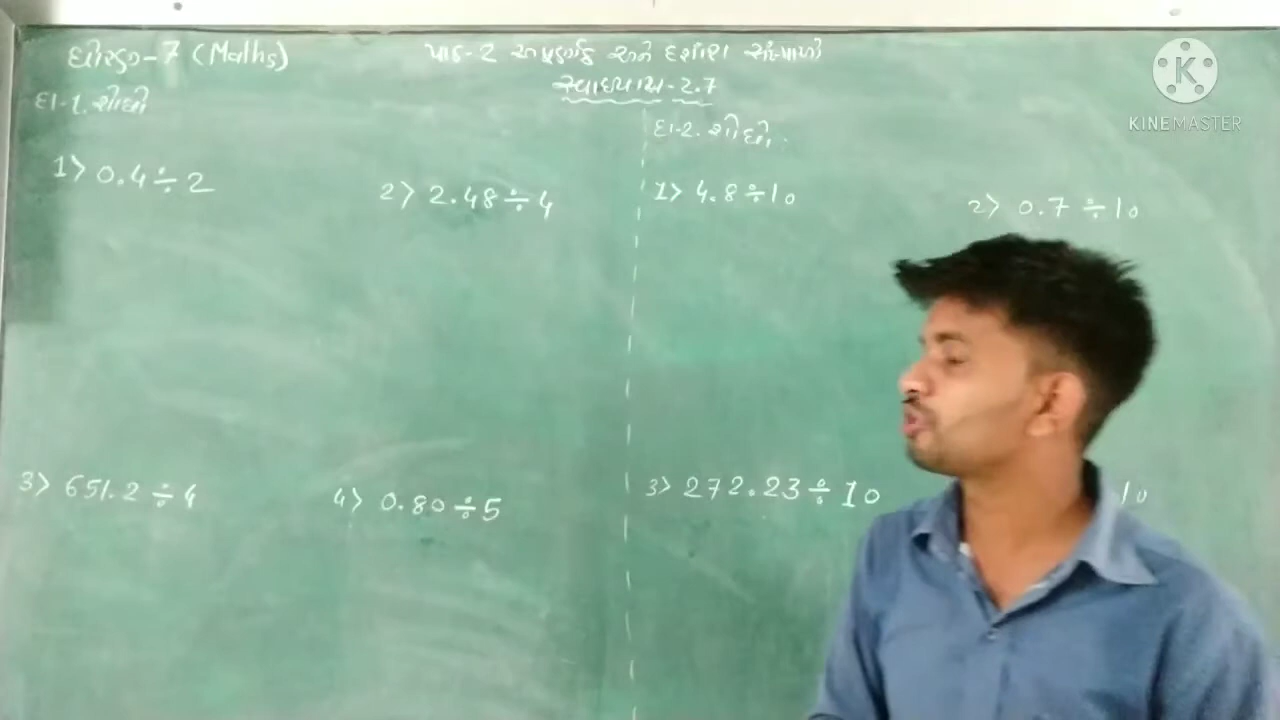 ધોરણ-7 (Maths)
પાઠ-2 અપૂર્ણાંક અને દશાંશ સંખ્યાઓ
સ્વાધ્યાય-2.7
દા-1. શોધો
1> 0.4÷2
2> 2.48÷4
3> 651.2÷4
4> 0.80÷5
દા-2. શોધો.
1> 4.8÷10
2> 0.7÷10
3> 272.23÷10
10
K
KINEMASTER